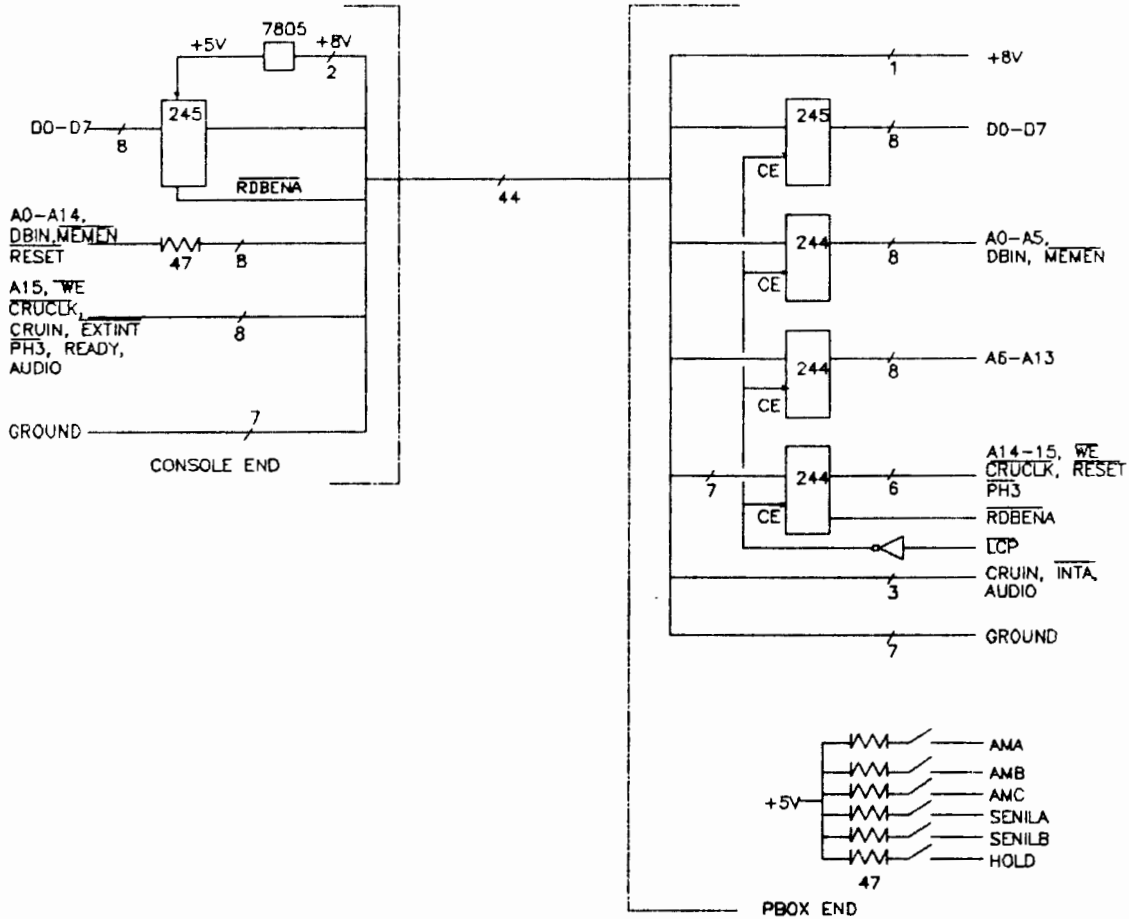 7805
+5V
+8V
2
245
D0-D7
8
RDBENA
A0-A14,
DBIN, MEMEN
RESET
47
8
A15, WE
CRUCLK,
CRUIN, EXTINT
PH3, READY,
AUDIO
8
7
GROUND
CONSOLE END
44
1
+8V
245
8
D0-D7
CE
244
8
A0-A5,
DBIN, MEMEN
CE
244
8
A6-A13
CE
7
244
6
A14-15, WE
CRUCLK, RESET
PH3
CE
RDBENA
LCP
3
CRUIN, INTA,
AUDIO
7
GROUND
+5V
AMA
AMB
AMC
SENILA
SENILB
HOLD
47
PBOX END